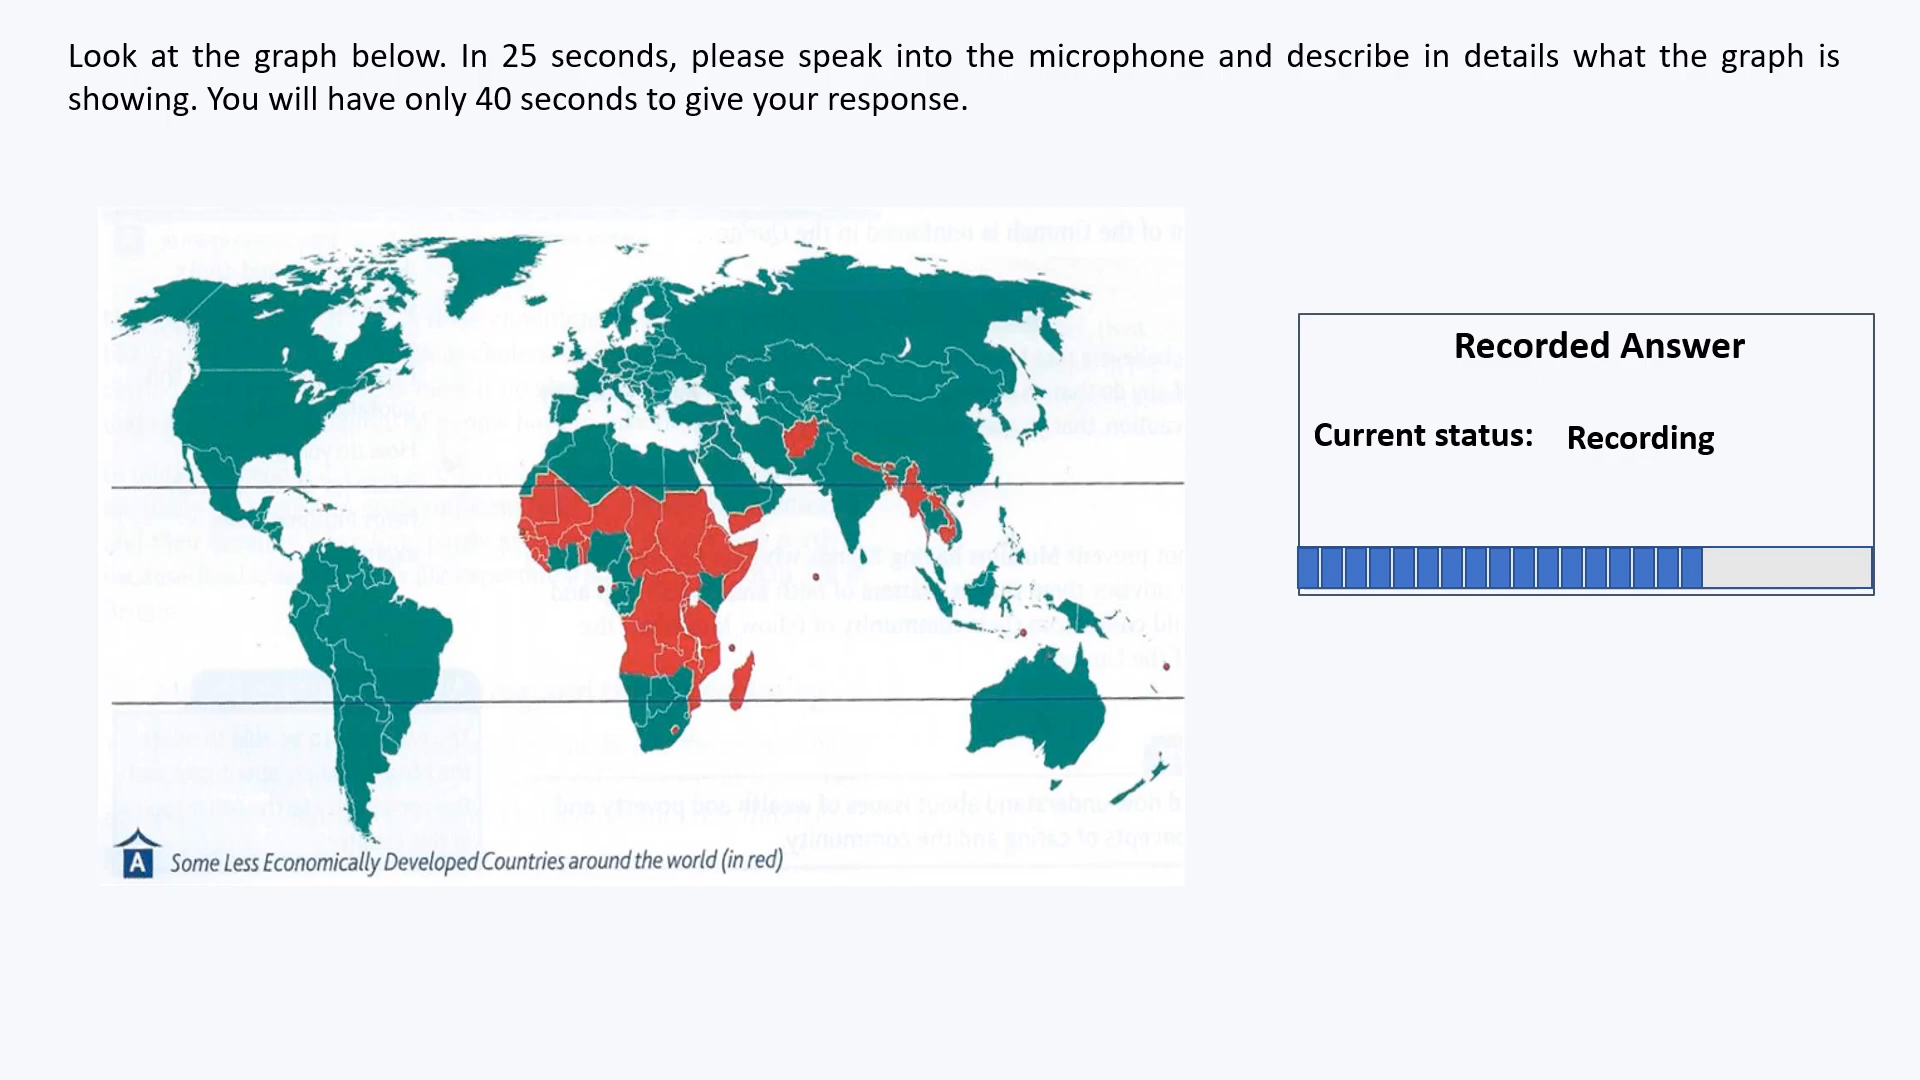 Look at the graph below. In 25 seconds, please speak into the microphone and describe in details what the graph is
showing. You will have only 40 seconds to give your response.
Recorded Answer
Current status: Recording
A Some Less Economically Developed Countries around the world (in red)